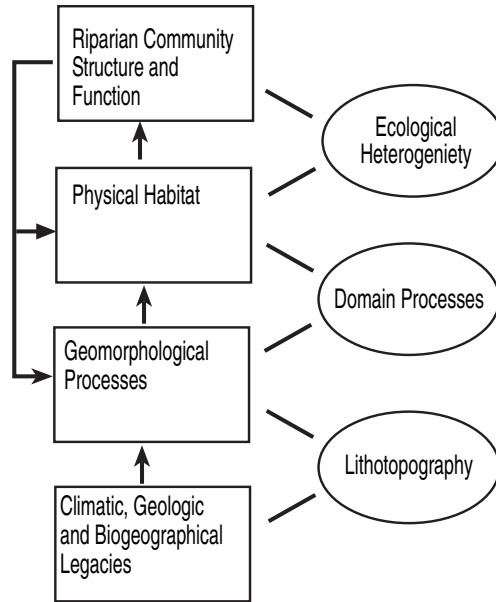 Riparian Community
Structure and
Function
Ecological
Heterogeniety
Physical Habitat
Domain Processes
Geomorphological
Processes
Lithotopography
Climatic, Geologic
and Biogeographical
Legacies